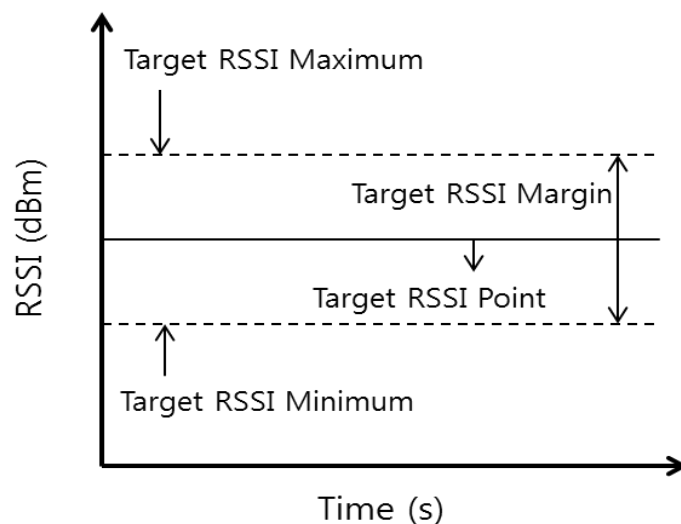 Target RSSI Maximum
RSSI (dBm)
Target RSSI Margin
Target RSSI Point
Target RSSI Minimum
Time (s)